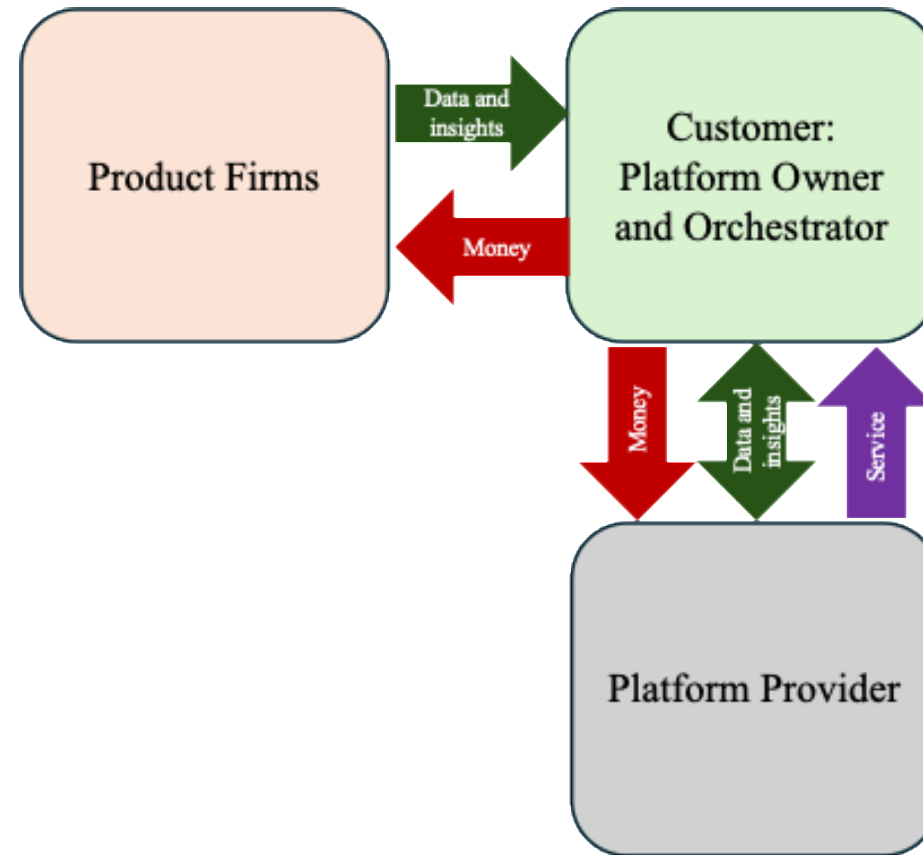 Product Firms
Data and
insights
Money
Customer:
Platform Owner
and Orchestrator
Money
Data and
insights
Service
Platform Provider